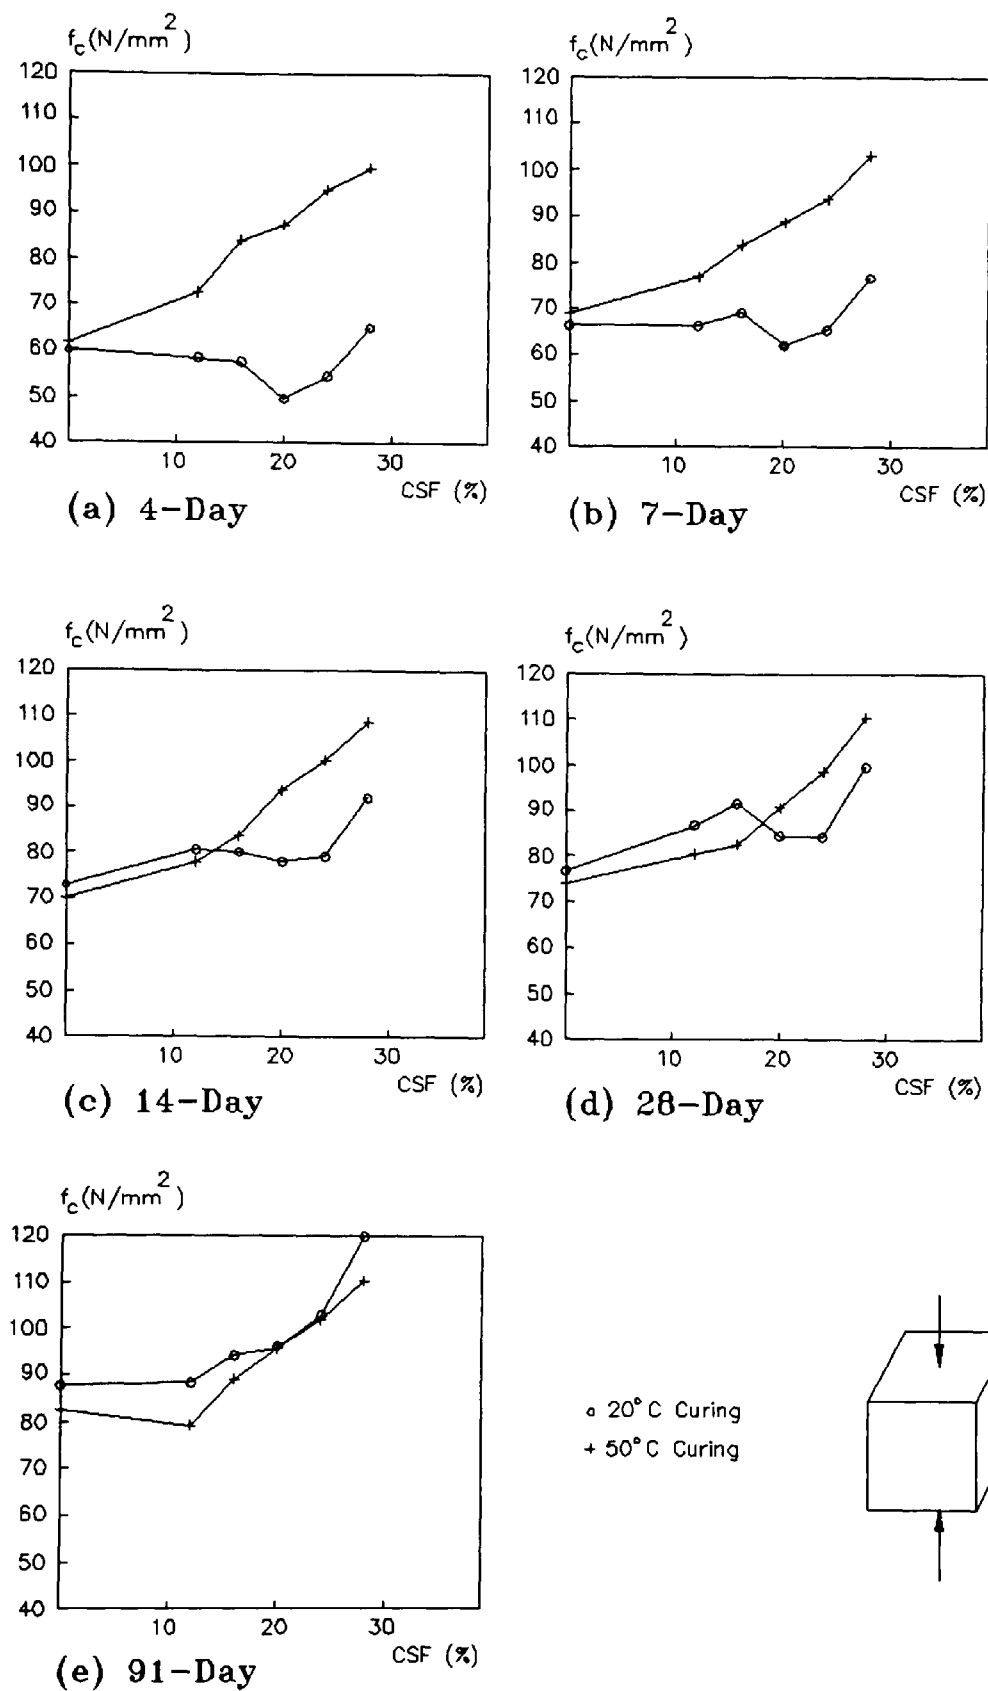 f_c (N/mm²)
120
110
100
90
80
70
60
50
40
10 20 30
CSF (%)
(a) 4-Day
f_c (N/mm²)
120
110
100
90
80
70
60
50
40
10 20 30
CSF (%)
(b) 7-Day
f_c (N/mm²)
120
110
100
90
80
70
60
50
40
10 20 30
CSF (%)
(c) 14-Day
f_c (N/mm²)
120
110
100
90
80
70
60
50
40
10 20 30
CSF (%)
(d) 28-Day
f_c (N/mm²)
120
110
100
90
80
70
60
50
40
10 20 30
CSF (%)
(e) 91-Day
o 20°C Curing
+ 50°C Curing